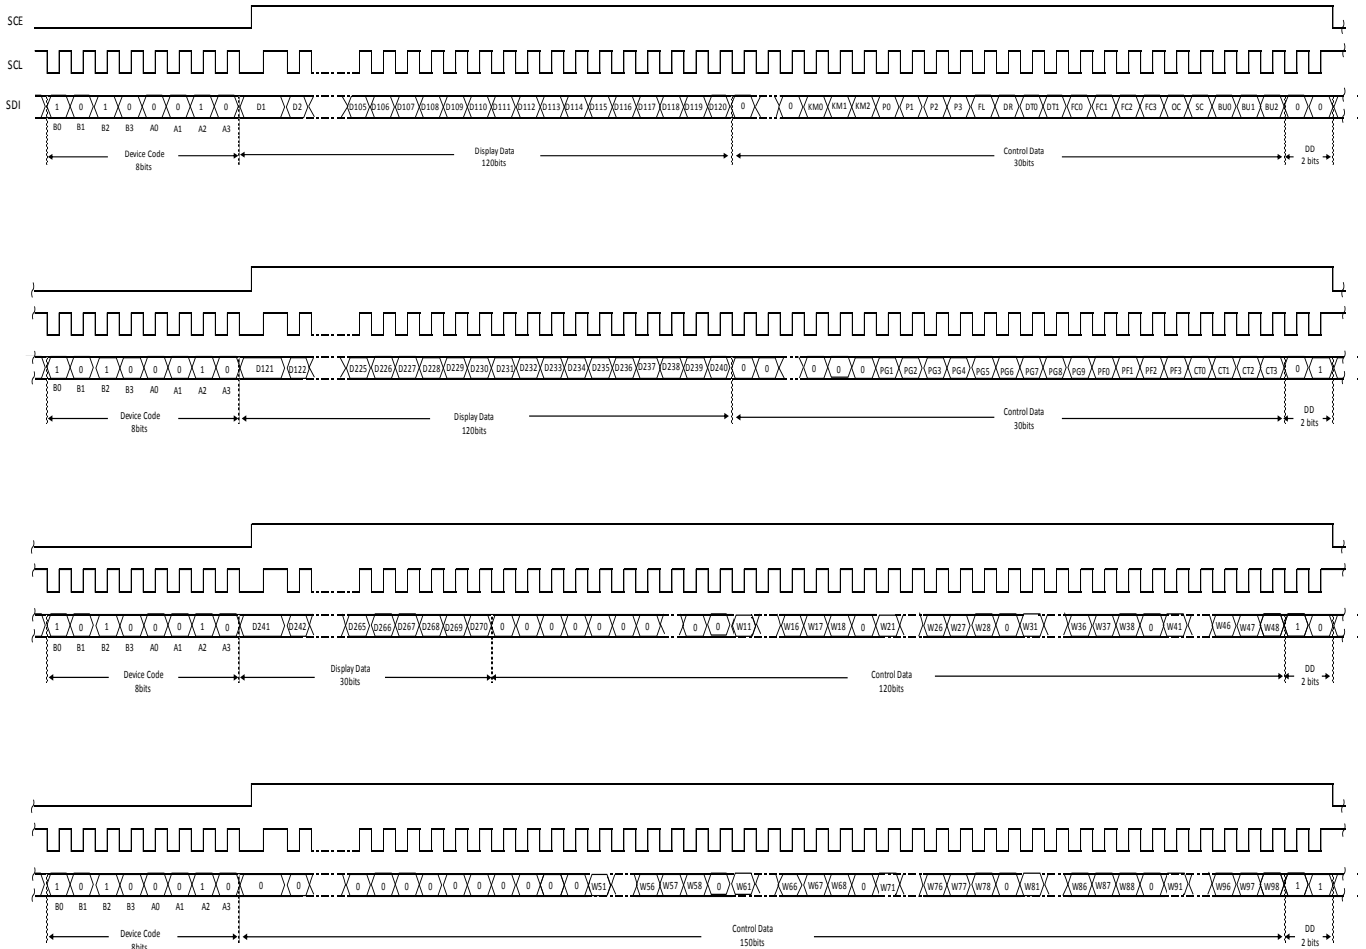 SCE
SCL
SDI 1 0 1 0 0 0 1 0 D1 D2 D105 D106 D107 D108 D109 D110 D111 D112 D113 D114 D115 D116 D117 D118 D119 D120 0 0 KM0 KM1 KM2 P0 P1 P2 P3 FL DR DT0 DT1 FC0 FC1 FC2 FC3 OC SC BU0 BU1 BU2 0 0
B0 B1 B2 B3 A0 A1 A2 A3
Device Code Display Data Control Data DD
8bits 120bits 30bits 2 bits
1 0 1 0 0 0 1 0 D121 D122 D225 D226 D227 D228 D229 D230 D231 D232 D233 D234 D235 D236 D237 D238 D239 D240 0 0 0 0 0 0 PG1 PG2 PG3 PG4 PG5 PG6 PG7 PG8 PG9 PF0 PF1 PF2 PF3 CT0 CT1 CT2 CT3 0 1
B0 B1 B2 B3 A0 A1 A2 A3
Device Code Display Data Control Data DD
8bits 120bits 30bits 2 bits
1 0 1 0 0 0 1 0 D241 D242 D265 D266 D267 D268 D269 D270 0 0 0 0 0 0 0 0 0 W11 W16 W17 W18 0 W21 W26 W27 W28 0 W31 W36 W37 W38 0 W41 W46 W47 W48 1 0
B0 B1 B2 B3 A0 A1 A2 A3
Device Code Display Data Control Data DD
8bits 30bits 120bits 2 bits
1 0 1 0 0 0 1 0 0 0 0 0 0 0 0 0 0 0 0 0 W51 W56 W57 W58 0 W61 W66 W67 W68 0 W71 W76 W77 W78 0 W81 W86 W87 W88 0 W91 W96 W97 W98 1 1
B0 B1 B2 B3 A0 A1 A2 A3
Device Code Control Data DD
8bits 150bits 2 bits